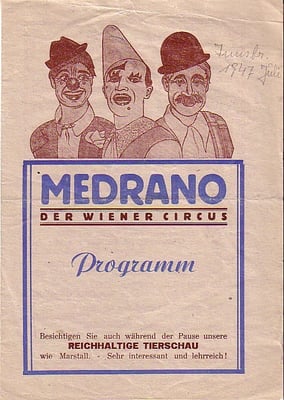 Innsbr.
1947 Juli
MEDRANO
DER WIENER CIRCUS
Programm
Besichtigen Sie auch während der Pause unsere
REICHHALTIGE TIERSCHAU
wie Marstall. - Sehr interessant und lehrreich!